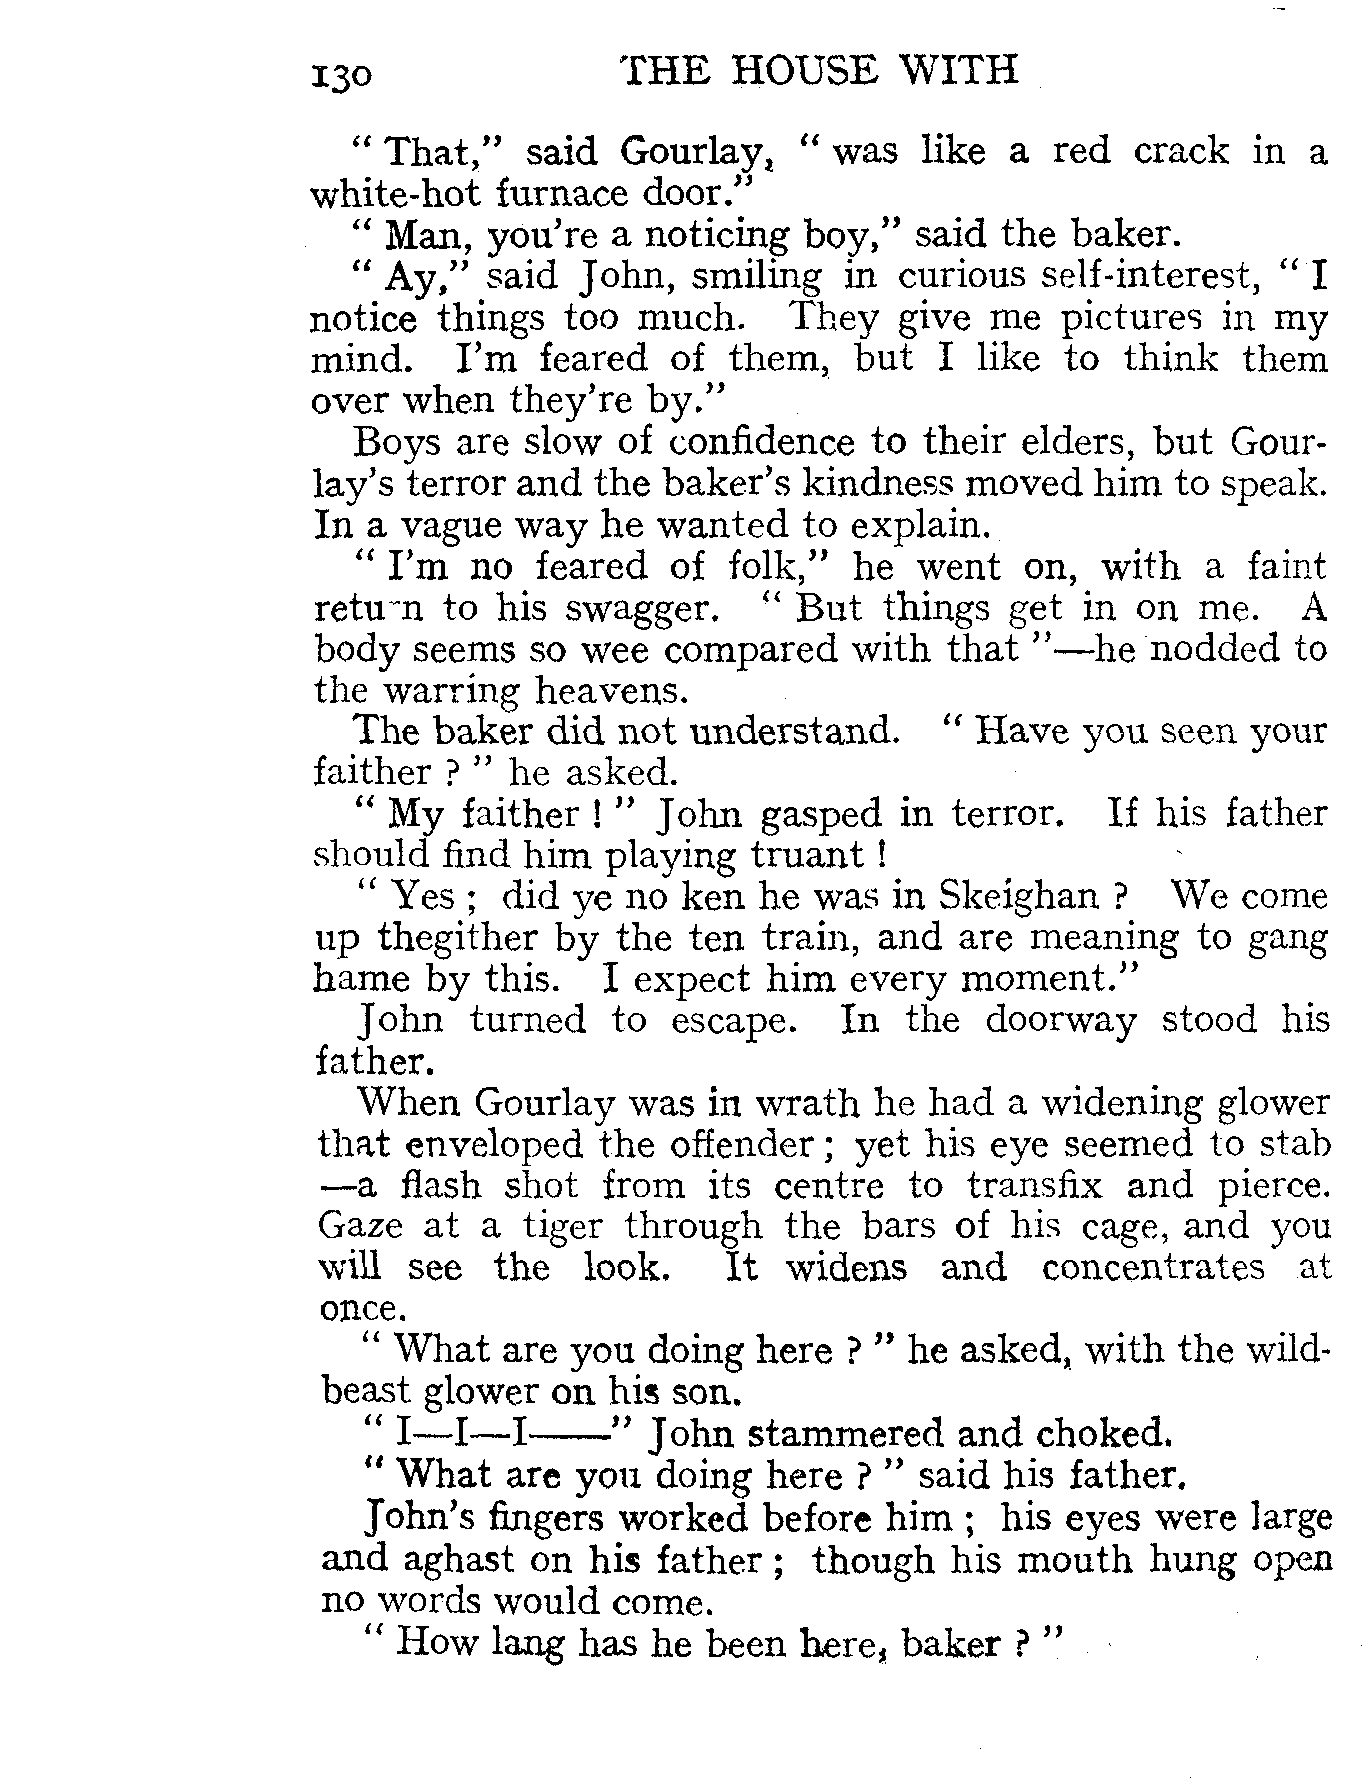 130 THE HOUSE WITH
“ That,” said Gourlay, “ was like a red crack in a
white-hot furnace door.”
“ Man, you’re a noticing boy,” said the baker.
“ Ay,” said John, smiling in curious self-interest, “ I
notice things too much. They give me pictures in my
mind. I’m feared of them, but I like to think them
over when they’re by.”
Boys are slow of confidence to their elders, but Gour-
lay’s terror and the baker’s kindness moved him to speak.
In a vague way he wanted to explain.
“ I’m no feared of folk,” he went on, with a faint
return to his swagger. “ But things get in on me. A
body seems so wee compared with that ”—he nodded to
the warring heavens.
The baker did not understand. “ Have you seen your
faither ? ” he asked.
“ My faither ! ” John gasped in terror. If his father
should find him playing truant !
“ Yes ; did ye no ken he was in Skeighan ? We come
up thegither by the ten train, and are meaning to gang
hame by this. I expect him every moment.”
John turned to escape. In the doorway stood his
father.
When Gourlay was in wrath he had a widening glower
that enveloped the offender ; yet his eye seemed to stab
—a flash shot from its centre to transfix and pierce.
Gaze at a tiger through the bars of his cage, and you
will see the look. It widens and concentrates at
once.
“ What are you doing here ? ” he asked, with the wild-
beast glower on his son.
“ I—I—I——” John stammered and choked.
“ What are you doing here ? ” said his father.
John’s fingers worked before him ; his eyes were large
and aghast on his father ; though his mouth hung open
no words would come.
“ How lang has he been here, baker ? ”